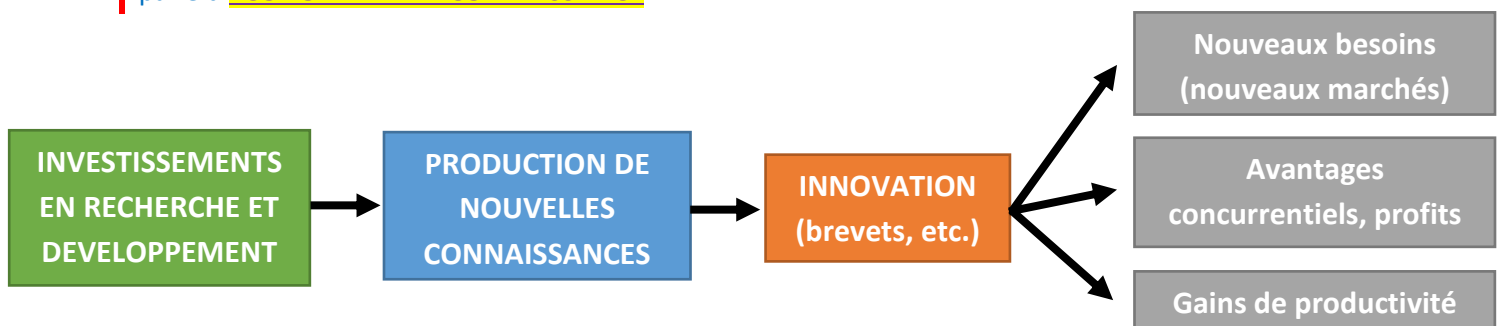 INVESTISSEMENTS
EN RECHERCHE ET
DEVELOPPEMENT
PRODUCTION DE
NOUVELLES
CONNAISSANCES
INNOVATION
(brevets, etc.)
Nouveaux besoins
(nouveaux marchés)
Avantages
concurrentiels, profits
Gains de productivité